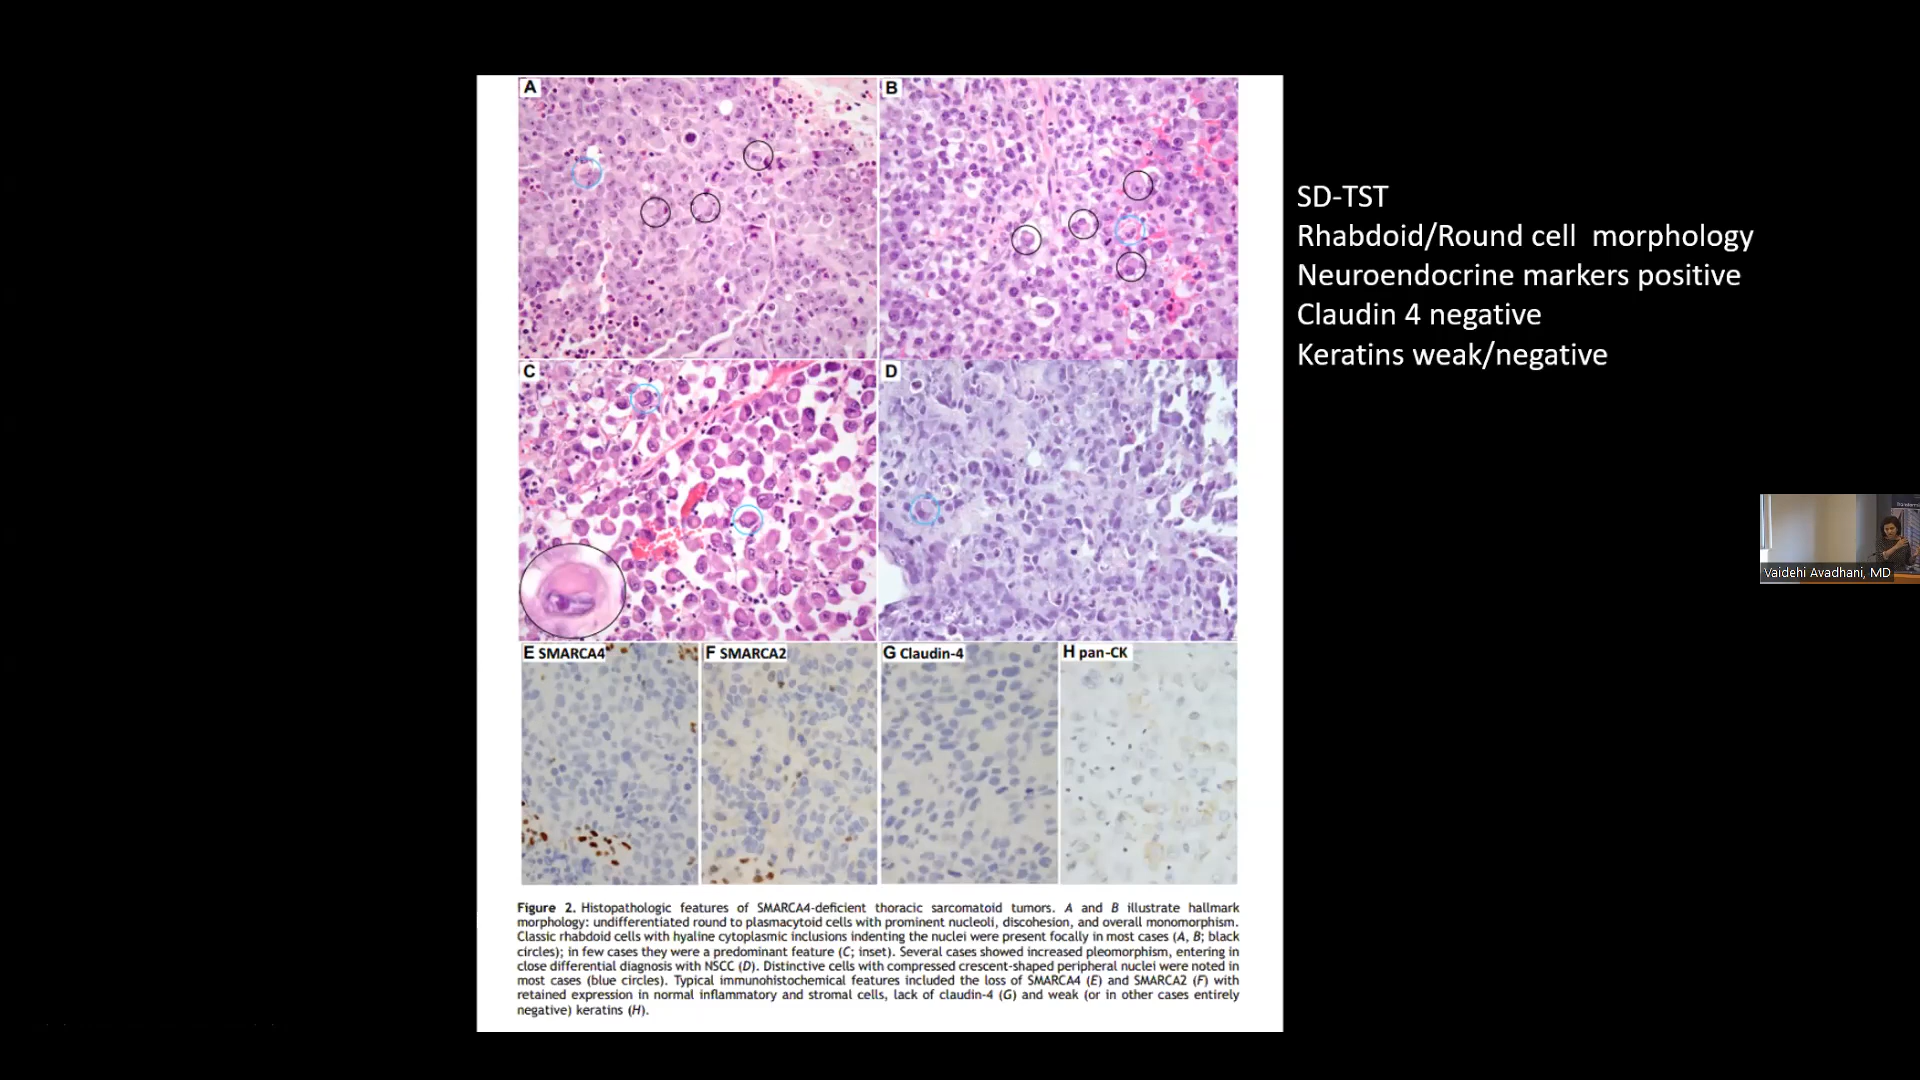 A
B
SD-TST
Rhabdoid/Round cell morphology
Neuroendocrine markers positive
Claudin 4 negative
Keratins weak/negative
C
D
Vaidehi Avadhani, MD
E SMARCA4
F SMARCA2
G Claudin-4
H pan-CK
Figure 2. Histopathologic features of SMARCA4-deficient thoracic sarcomatoid tumors. A and B illustrate hallmark
morphology: undifferentiated round to plasmacytoid cells with prominent nucleoli, discohesion, and overall monomorphism.
Classic rhabdoid cells with hyaline cytoplasmic inclusions indenting the nuclei were present focally in most cases (A, B; black
circles); in few cases they were a predominant feature (C; inset). Several cases showed increased pleomorphism, entering in
close differential diagnosis with NSCC (D). Distinctive cells with compressed crescent-shaped peripheral nuclei were noted in
most cases (blue circles). Typical immunohistochemical features included the loss of SMARCA4 (E) and SMARCA2 (F) with
retained expression in normal inflammatory and stromal cells, lack of claudin-4 (G) and weak (or in other cases entirely
negative) keratins (H).